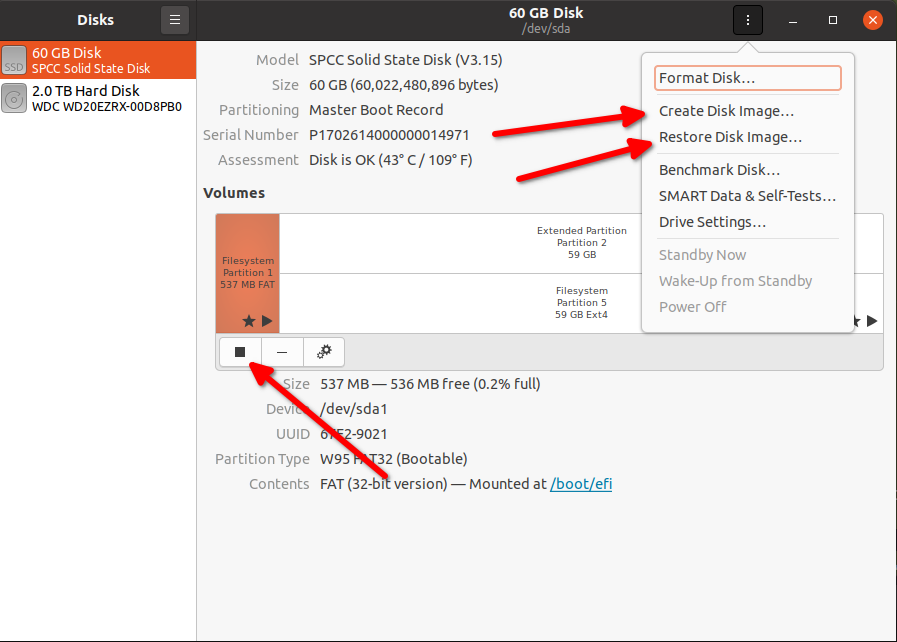 Disks
60 GB Disk
/dev/sda
SSD
60 GB Disk
SPCC Solid State Disk
2.0 TB Hard Disk
WDC WD20EZRX-00D8PB0
Model SPCC Solid State Disk (V3.15)
Size 60 GB (60,022,480,896 bytes)
Partitioning Master Boot Record
Serial Number P1702614000000014971
Assessment Disk is OK (43° C / 109° F)
Volumes
Filesystem
Partition 1
537 MB FAT
Extended Partition
Partition 2
59 GB
Filesystem
Partition 5
59 GB Ext4
Size 537 MB — 536 MB free (0.2% full)
Device /dev/sda1
UUID 9021
Partition Type W95 FAT32 (Bootable)
Contents FAT (32-bit version) — Mounted at /boot/efi
Format Disk…
Create Disk Image…
Restore Disk Image…
Benchmark Disk…
SMART Data & Self-Tests…
Drive Settings…
Standby Now
Wake-Up from Standby
Power Off